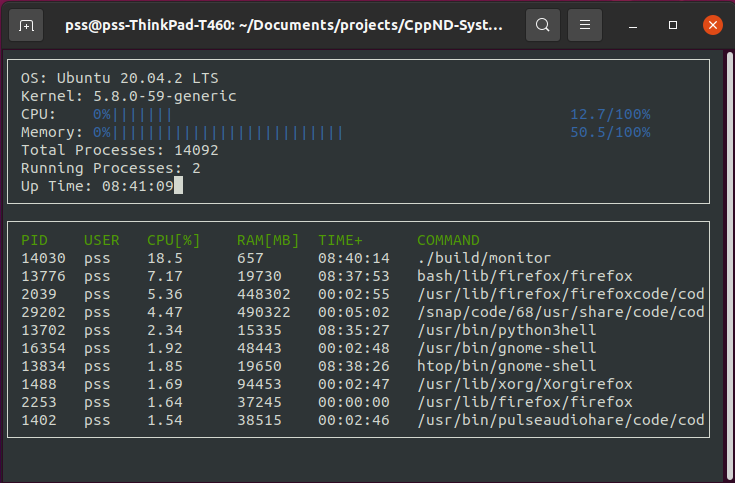 pss@pss-ThinkPad-T460: ~/Documents/projects/CppND-Syst...
OS: Ubuntu 20.04.2 LTS
Kernel: 5.8.0-59-generic
CPU: 0%||||||| 12.7/100%
Memory: 0%|||||||||||||||||||||||||| 50.5/100%
Total Processes: 14092
Running Processes: 2
Up Time: 08:41:09
PID USER CPU[%] RAM[MB] TIME+ COMMAND
14030 pss 18.5 657 08:40:14 ./build/monitor
13776 pss 7.17 19730 08:37:53 bash/lib/firefox/firefox
2039 pss 5.36 448302 00:02:55 /usr/lib/firefox/firefoxcode/cod
29202 pss 4.47 490322 00:05:02 /snap/code/68/usr/share/code/cod
13702 pss 2.34 15335 08:35:27 /usr/bin/python3hell
16354 pss 1.92 48443 00:02:48 /usr/bin/gnome-shell
13834 pss 1.85 19650 08:38:26 htop/bin/gnome-shell
1488 pss 1.69 94453 00:02:47 /usr/lib/xorg/Xorgirefox
2253 pss 1.64 37245 00:00:00 /usr/lib/firefox/firefox
1402 pss 1.54 38515 00:02:46 /usr/bin/pulseaudiohare/code/cod